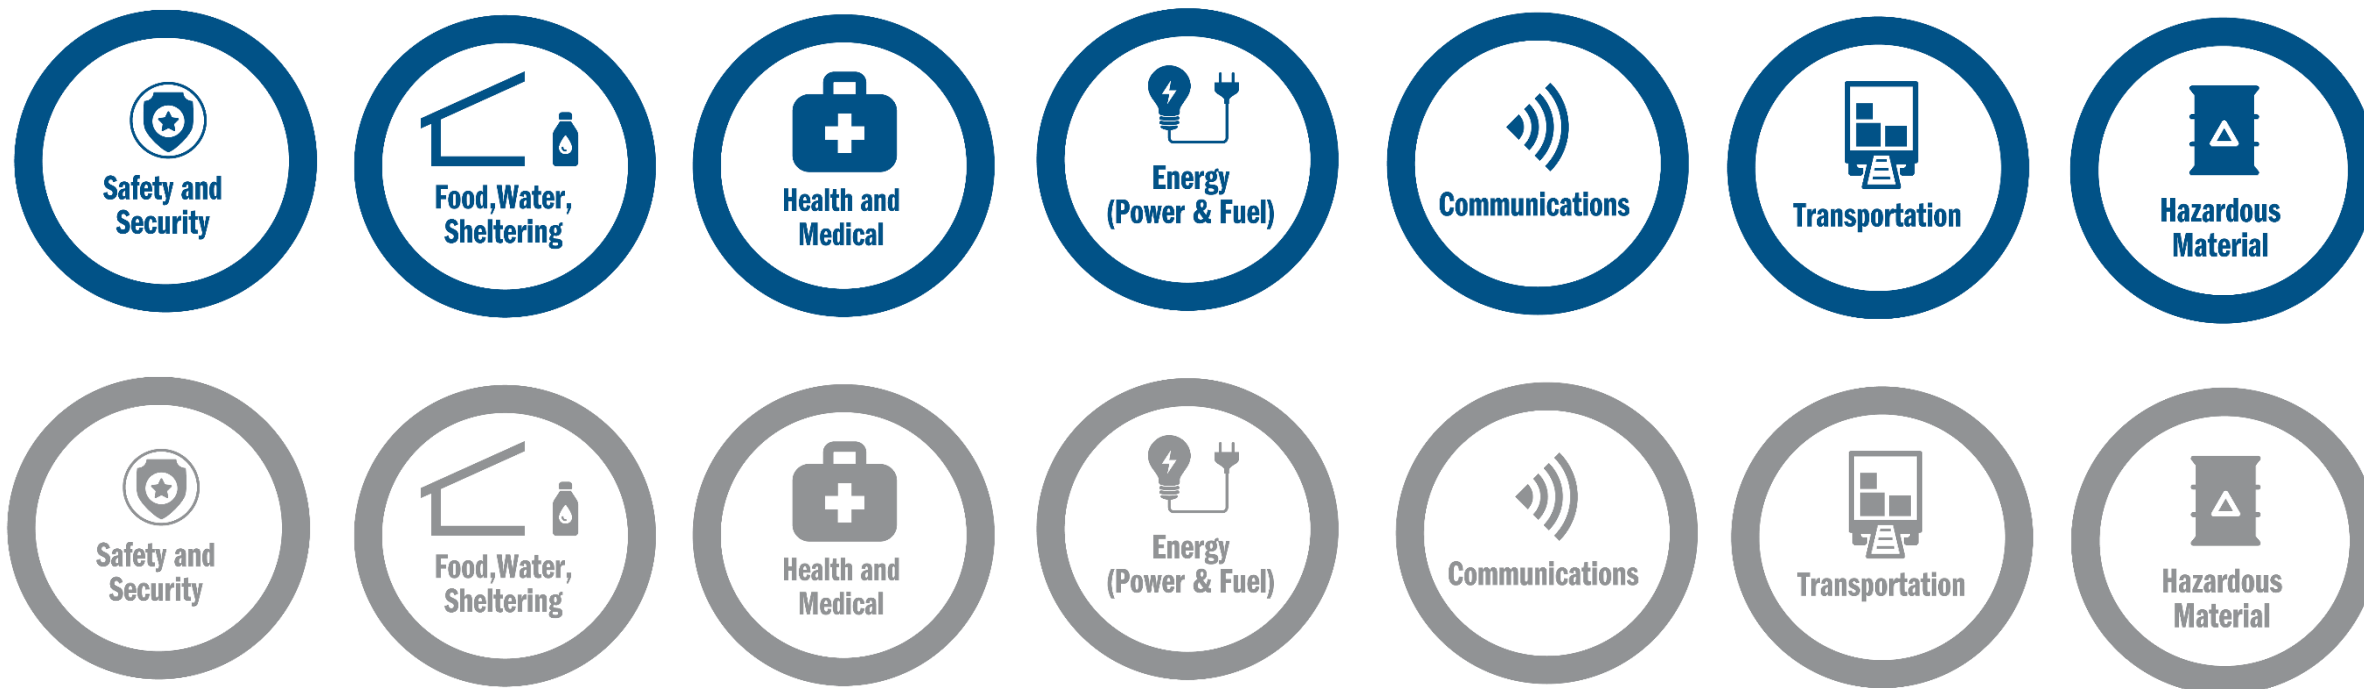 Safety and
Security
Food,Water,
Sheltering
Health and
Medical
Energy
(Power & Fuel)
Communications
Transportation
Hazardous
Material
Safety and
Security
Food,Water,
Sheltering
Health and
Medical
Energy
(Power & Fuel)
Communications
Transportation
Hazardous
Material